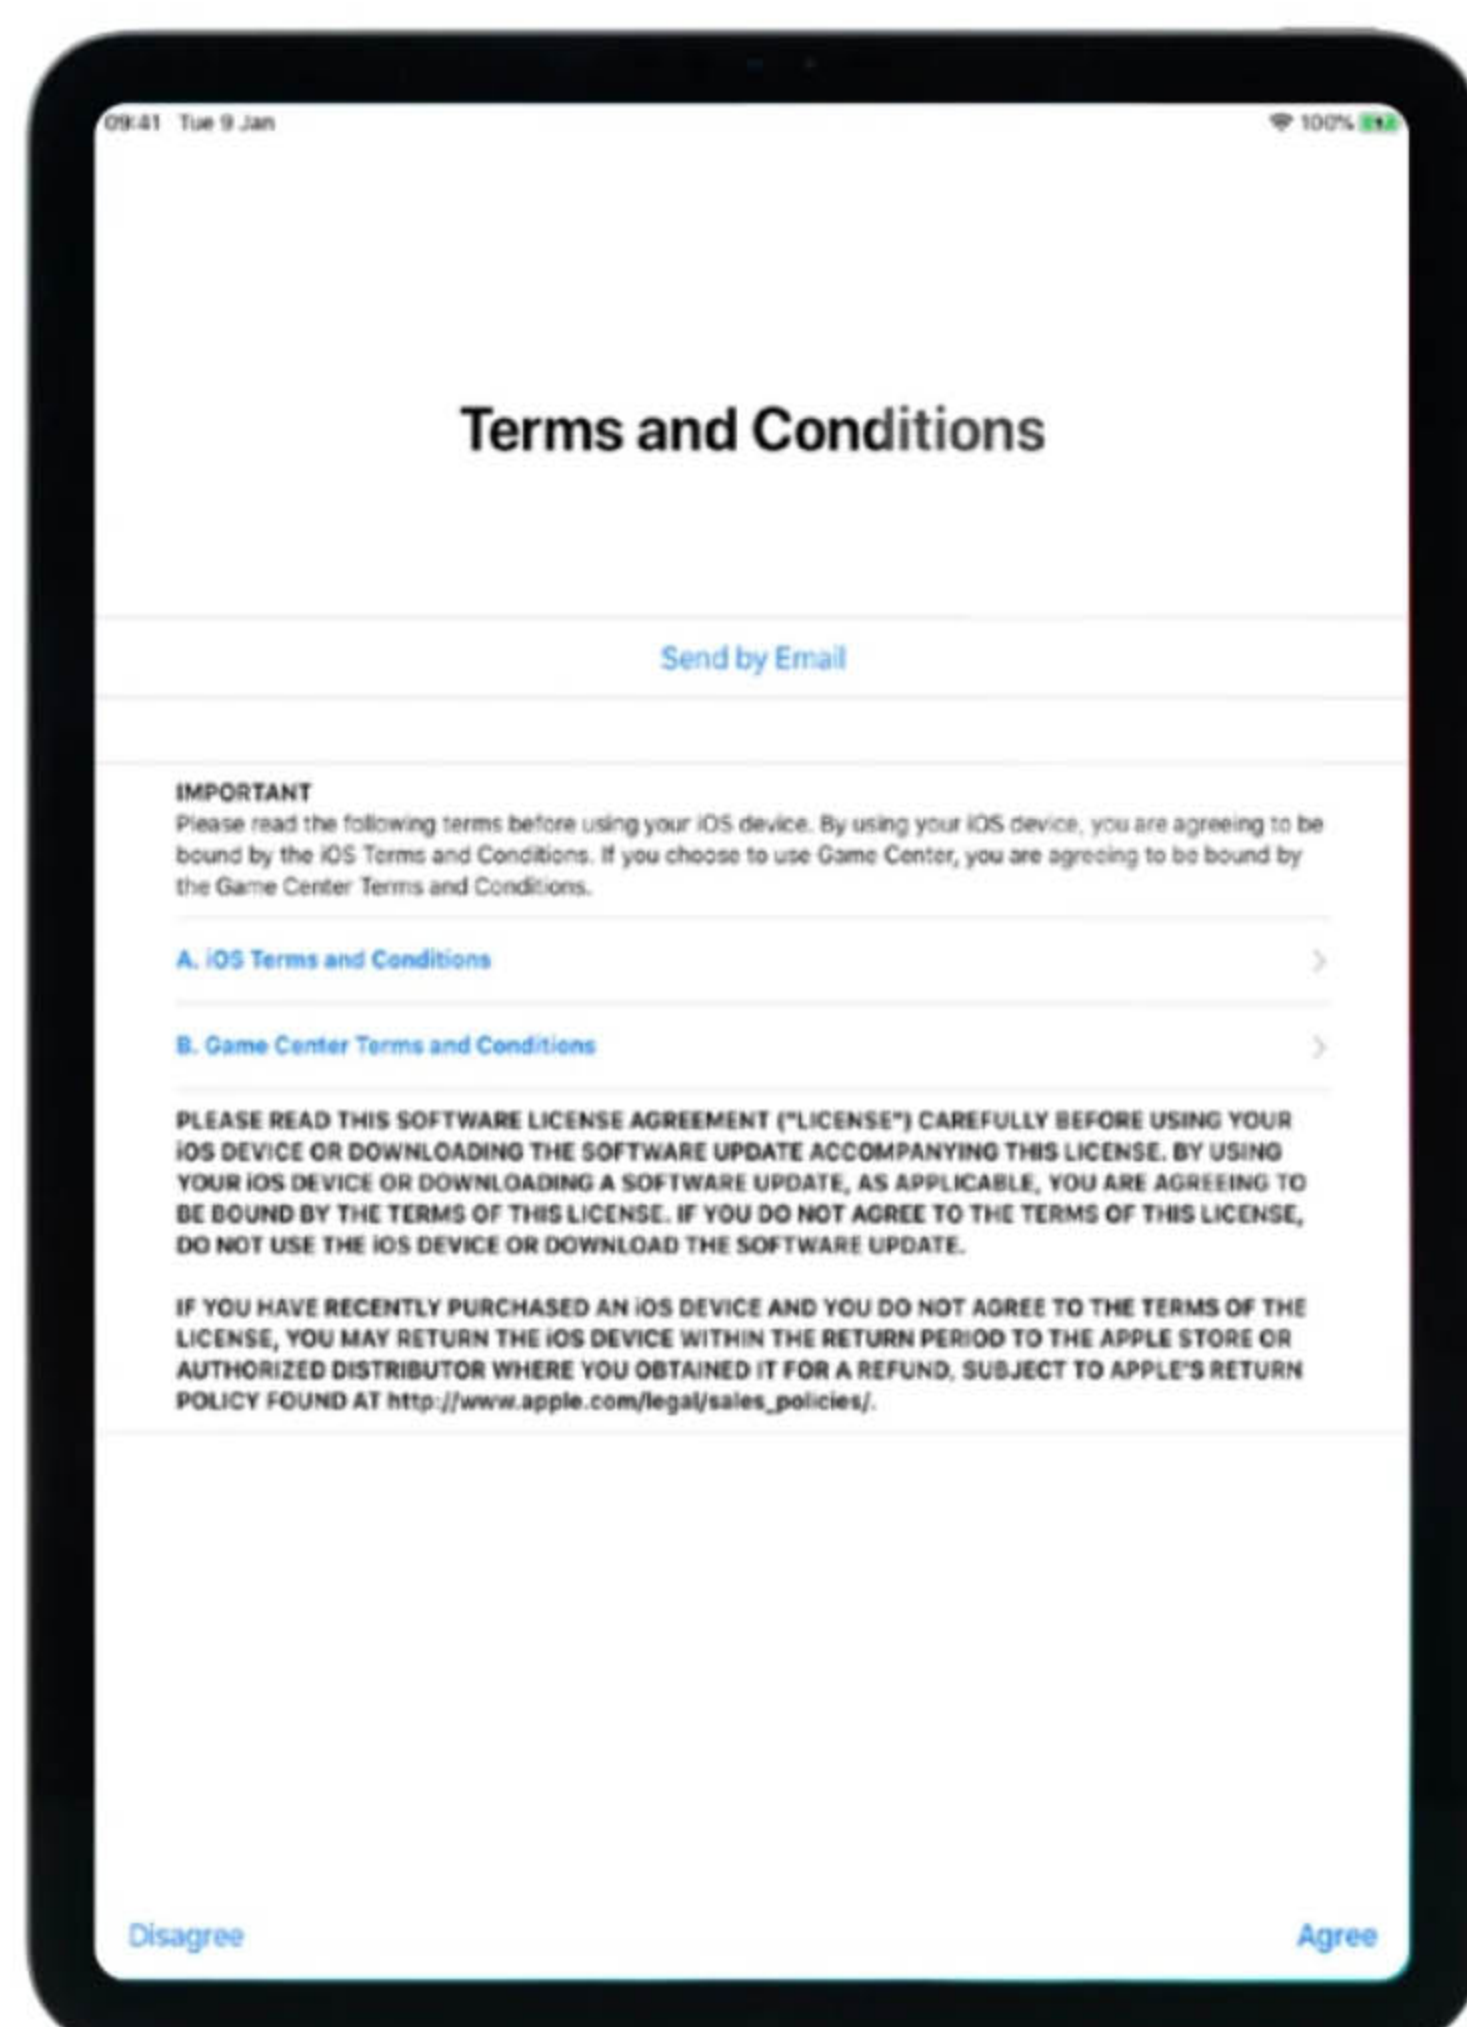 09:41 Tue 9 Jan
100%
Terms and Conditions
Send by Email
IMPORTANT
Please read the following terms before using your iOS device. By using your iOS device, you are agreeing to be
bound by the iOS Terms and Conditions. If you choose to use Game Center, you are agreeing to be bound by
the Game Center Terms and Conditions.
A. iOS Terms and Conditions
B. Game Center Terms and Conditions
PLEASE READ THIS SOFTWARE LICENSE AGREEMENT ("LICENSE") CAREFULLY BEFORE USING YOUR
iOS DEVICE OR DOWNLOADING THE SOFTWARE UPDATE ACCOMPANYING THIS LICENSE. BY USING
YOUR iOS DEVICE OR DOWNLOADING A SOFTWARE UPDATE, AS APPLICABLE, YOU ARE AGREEING TO
BE BOUND BY THE TERMS OF THIS LICENSE. IF YOU DO NOT AGREE TO THE TERMS OF THIS LICENSE,
DO NOT USE THE iOS DEVICE OR DOWNLOAD THE SOFTWARE UPDATE.
IF YOU HAVE RECENTLY PURCHASED AN iOS DEVICE AND YOU DO NOT AGREE TO THE TERMS OF THE
LICENSE, YOU MAY RETURN THE iOS DEVICE WITHIN THE RETURN PERIOD TO THE APPLE STORE OR
AUTHORIZED DISTRIBUTOR WHERE YOU OBTAINED IT FOR A REFUND, SUBJECT TO APPLE'S RETURN
POLICY FOUND AT http://www.apple.com/legal/sales_policies/.
Disagree
Agree